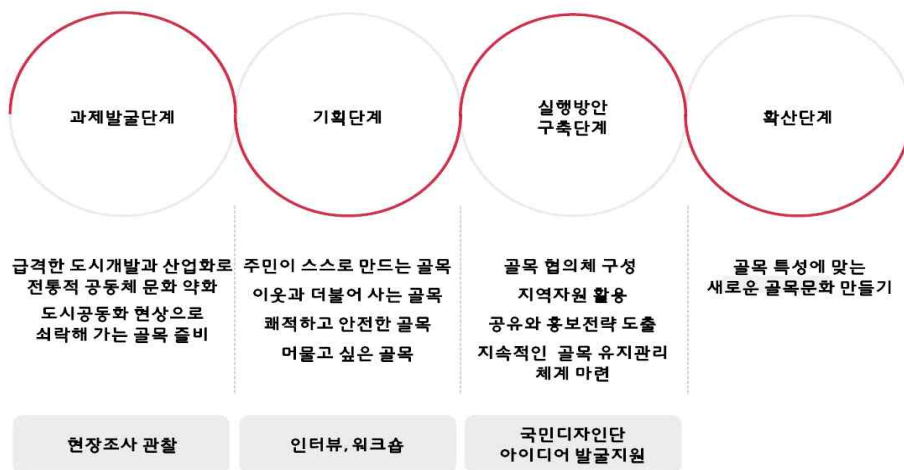 과제발굴단계
기획단계
실행방안
구축단계
확산단계
급격한 도시개발과 산업화로
전통적 공동체 문화 약화
도시공동화 현상으로
쇠락해 가는 골목 즐비
주민이 스스로 만드는 골목
이웃과 더불어 사는 골목
쾌적하고 안전한 골목
머물고 싶은 골목
골목 협의체 구성
지역자원 활용
공유와 홍보전략 도출
지속적인 골목 유지관리
체계 마련
골목 특성에 맞는
새로운 골목문화 만들기
현장조사 관찰
인터뷰, 워크숍
국민디자인단
아이디어 발굴지원